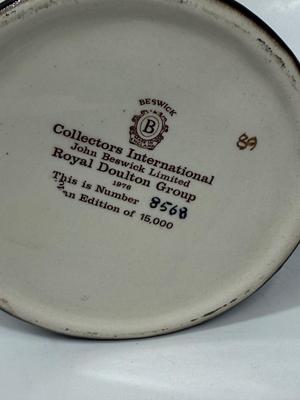 BESWICK
B
Collectors International
John Beswick Limited
Royal Doulton Group
1976
This is Number 8568
an Edition of 15,000